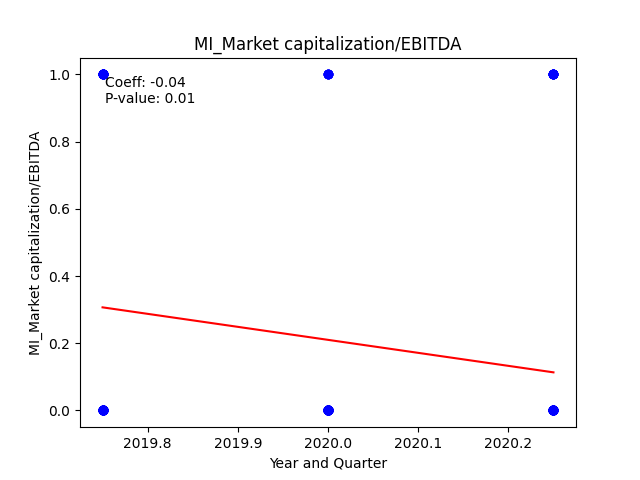 MI_Market capitalization/EBITDA
Coeff: -0.04
P-value: 0.01
MI_Market capitalization/EBITDA
1.0
0.8
0.6
0.4
0.2
0.0
2019.8 2019.9 2020.0 2020.1 2020.2
Year and Quarter